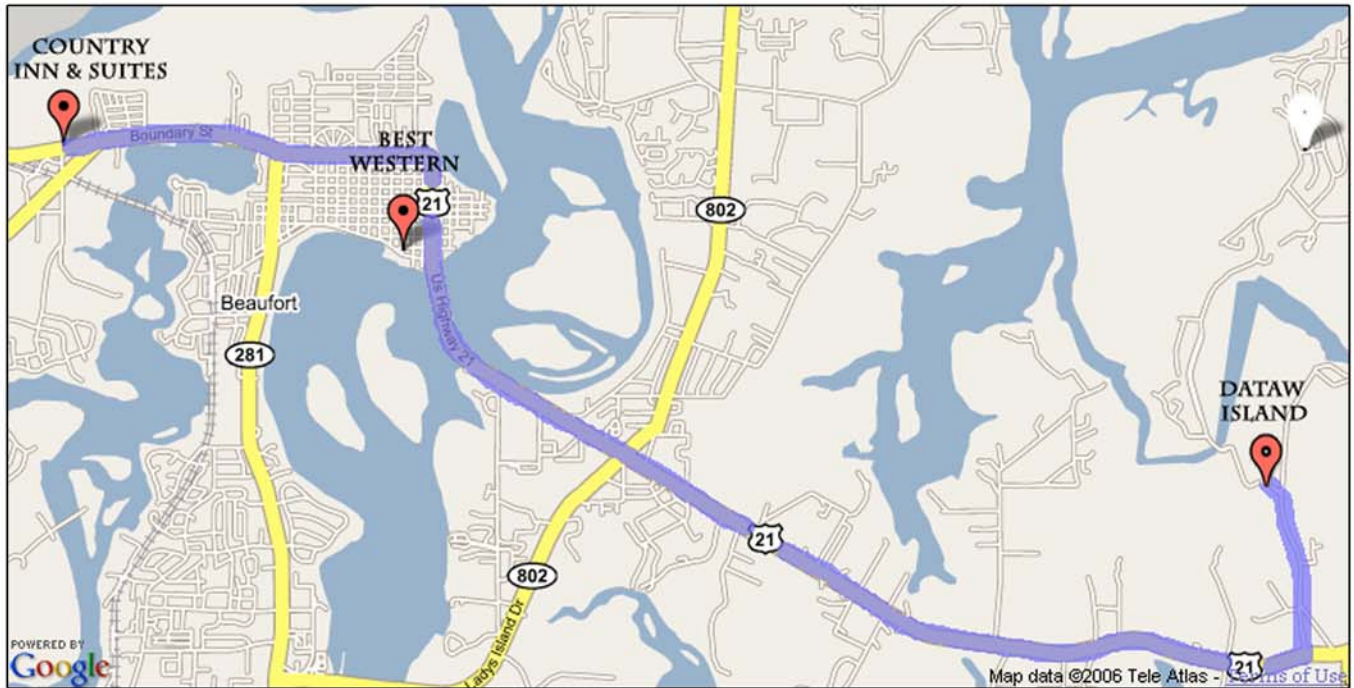 COUNTRY
INN & SUITES
Boundary St
BEST
WESTERN
21
802
Us Highway 21
Beaufort
281
DATAW
ISLAND
21
802
Ladys Island Dr
21
POWERED BY
Google
Map data ©2006 Tele Atlas - Terms of Use